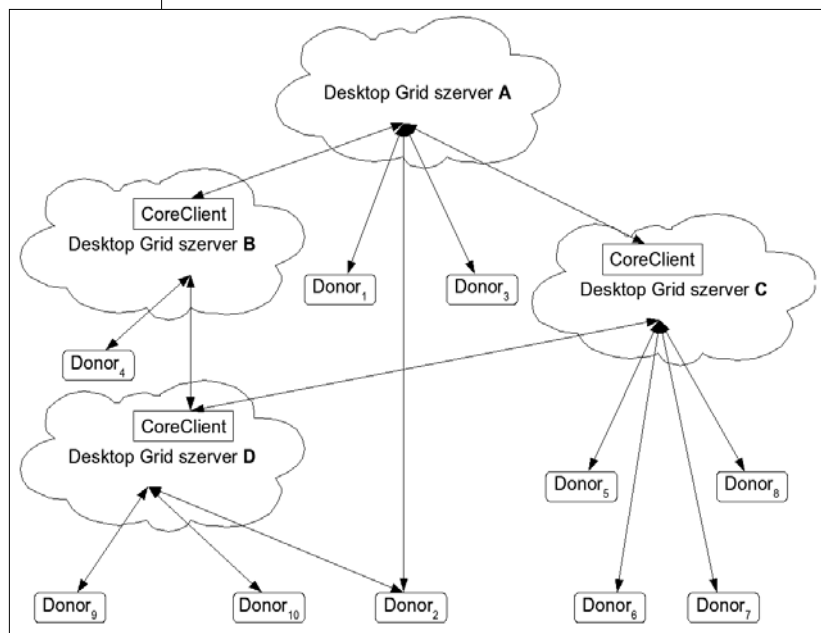 Desktop Grid szerver A
CoreClient
Desktop Grid szerver B
CoreClient
Desktop Grid szerver C
Donor1
Donor3
Donor4
CoreClient
Desktop Grid szerver D
Donor5
Donor8
Donor9
Donor10
Donor2
Donor6
Donor7